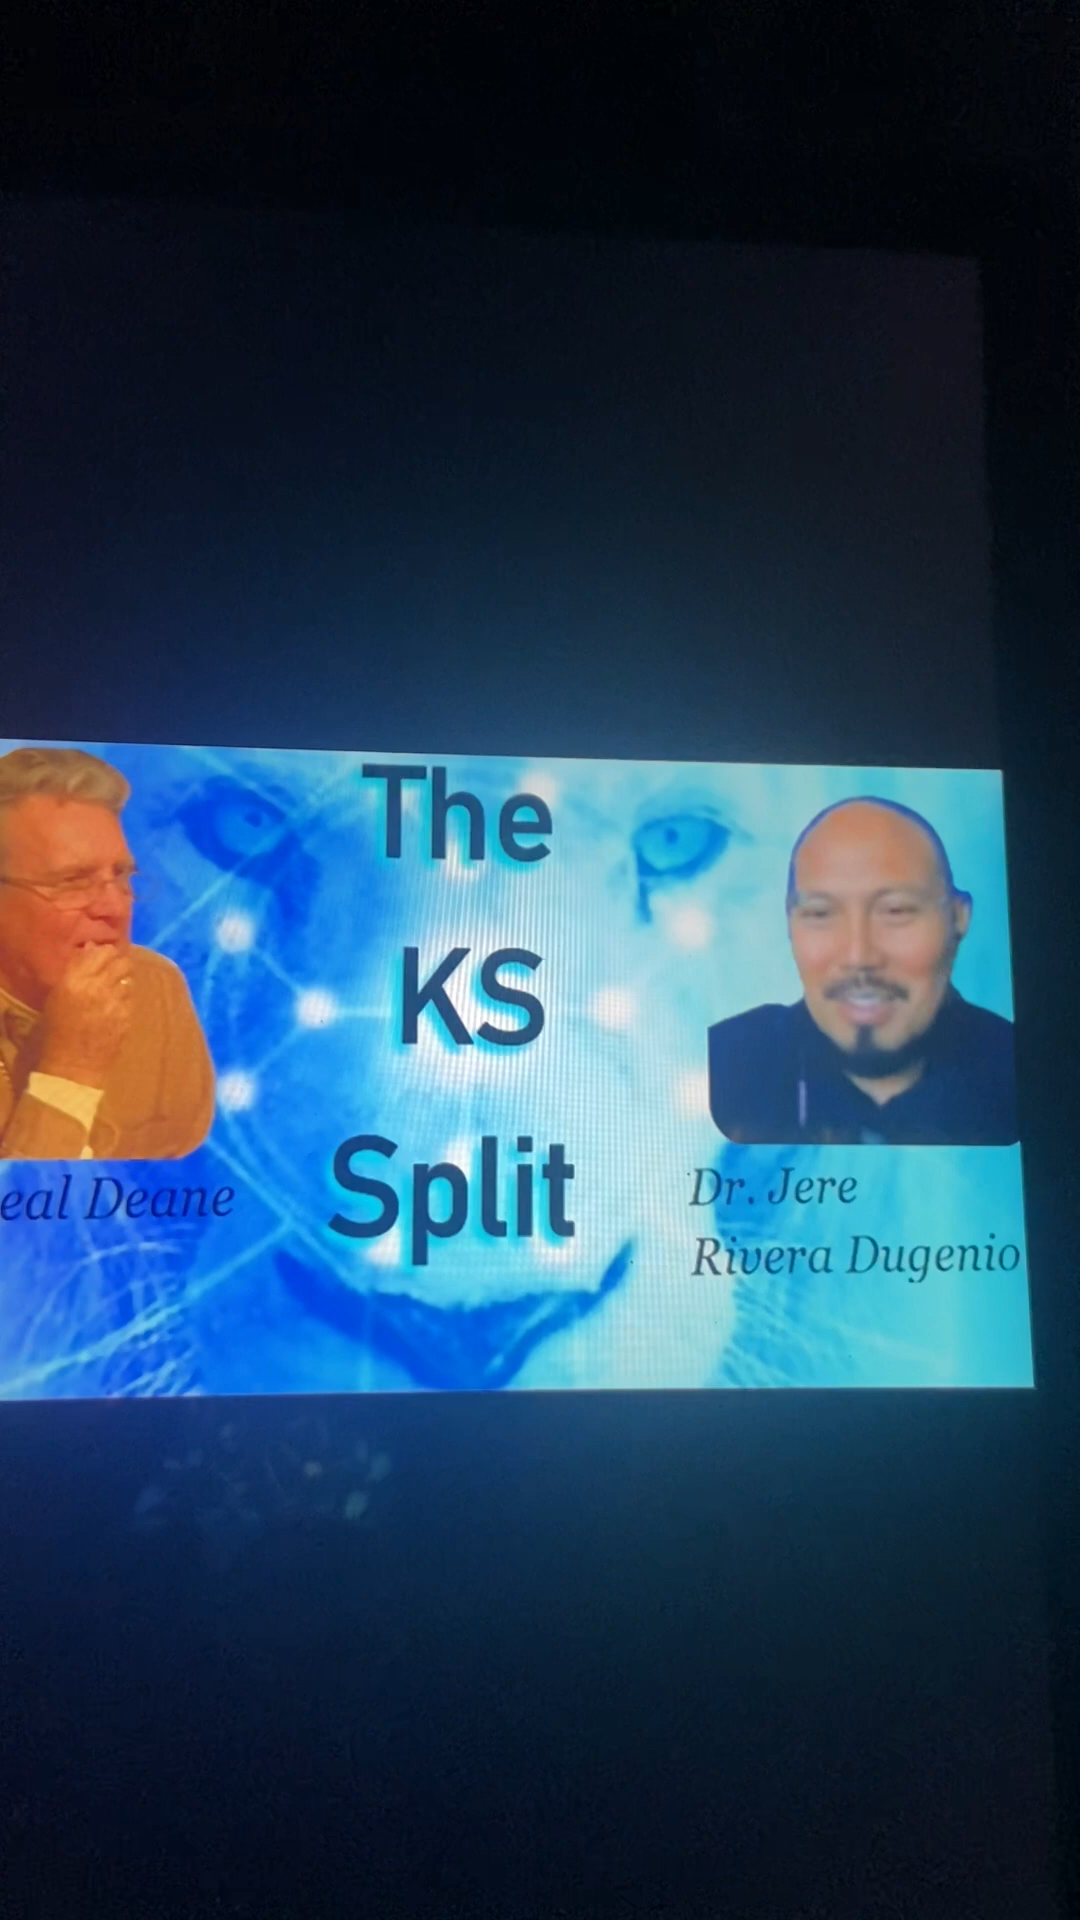 The
KS
Split
eal Deane
Dr. Jere
Rivera Dugenio